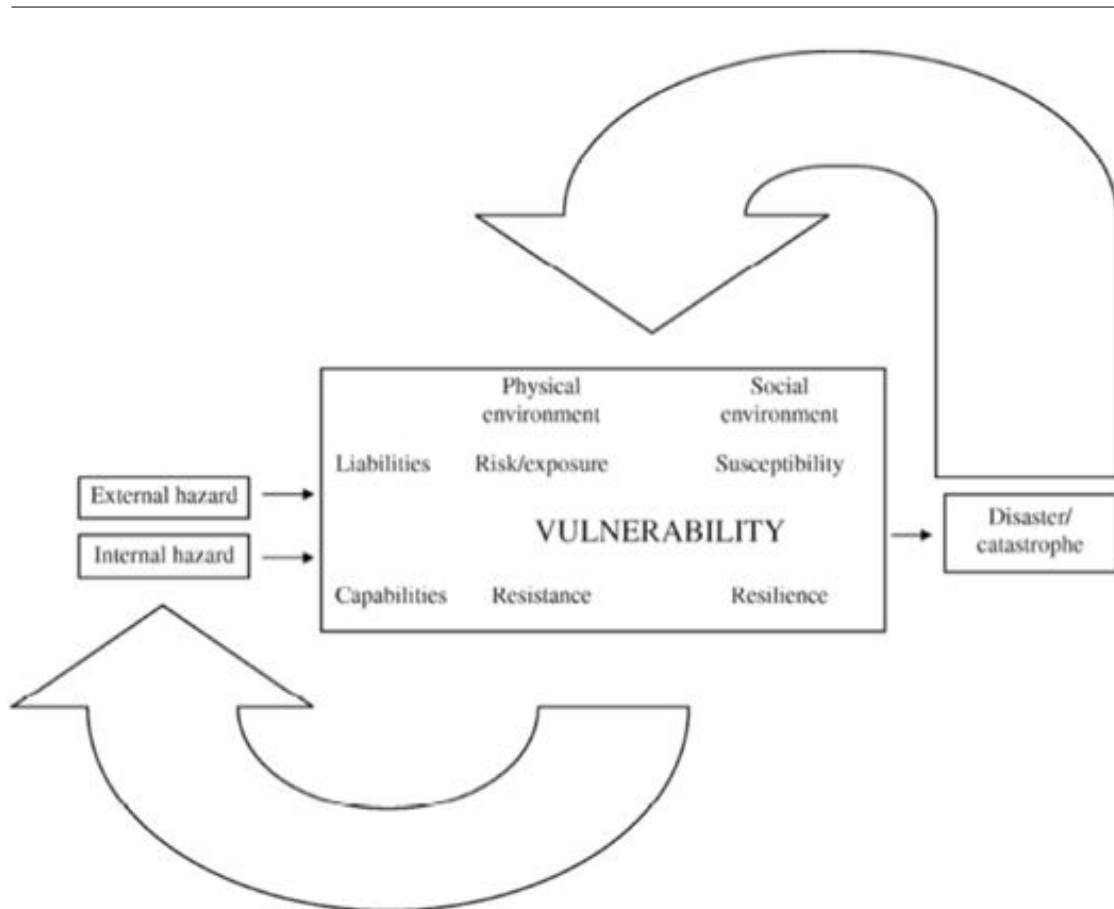 Physical
environment
Social
environment
Liabilities
Risk/exposure
Susceptibility
External hazard
Internal hazard
VULNERABILITY
Disaster/
catastrophe
Capabilities
Resistance
Resilience